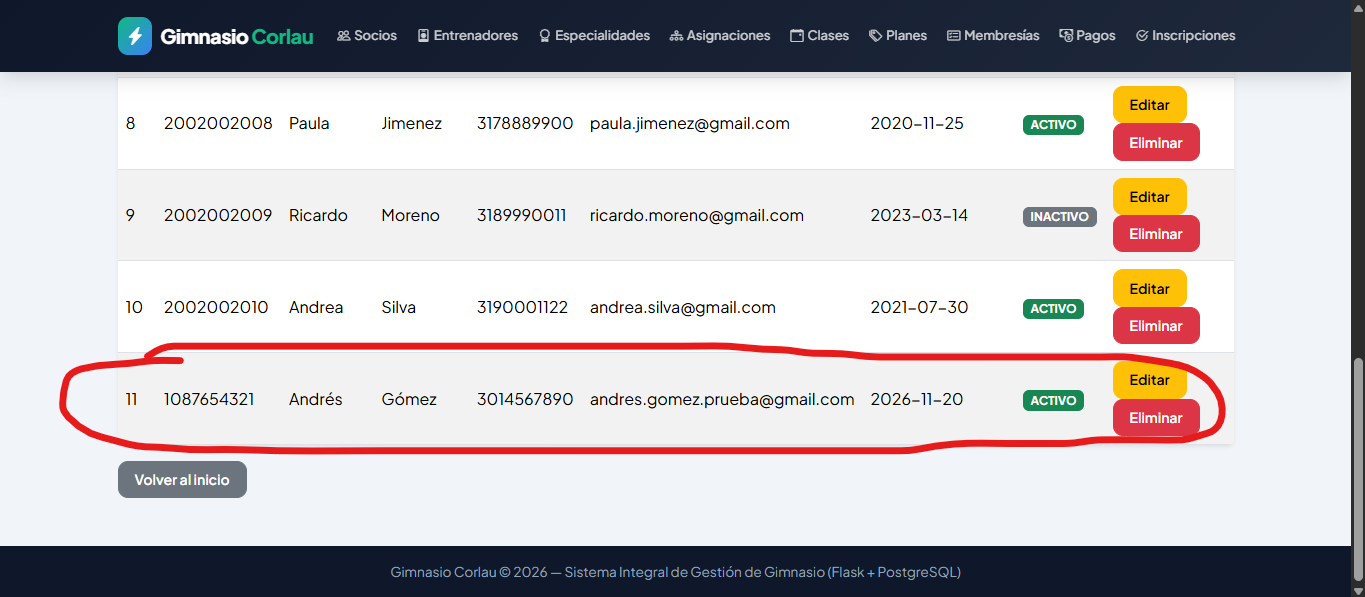 Gimnasio Corlau Socios Entrenadores Especialidades Asignaciones Clases Planes Membresías Pagos Inscripciones
8 2002002008 Paula Jimenez 3178889900 paula.jimenez@gmail.com 2020-11-25 ACTIVO Editar
Eliminar
9 2002002009 Ricardo Moreno 3189990011 ricardo.moreno@gmail.com 2023-03-14 INACTIVO Editar
Eliminar
10 2002002010 Andrea Silva 3190001122 andrea.silva@gmail.com 2021-07-30 ACTIVO Editar
Eliminar
11 1087654321 Andrés Gómez 3014567890 andres.gomez.prueba@gmail.com 2026-11-20 ACTIVO Editar
Eliminar
Volver al inicio
Gimnasio Corlau © 2026 — Sistema Integral de Gestión de Gimnasio (Flask + PostgreSQL)